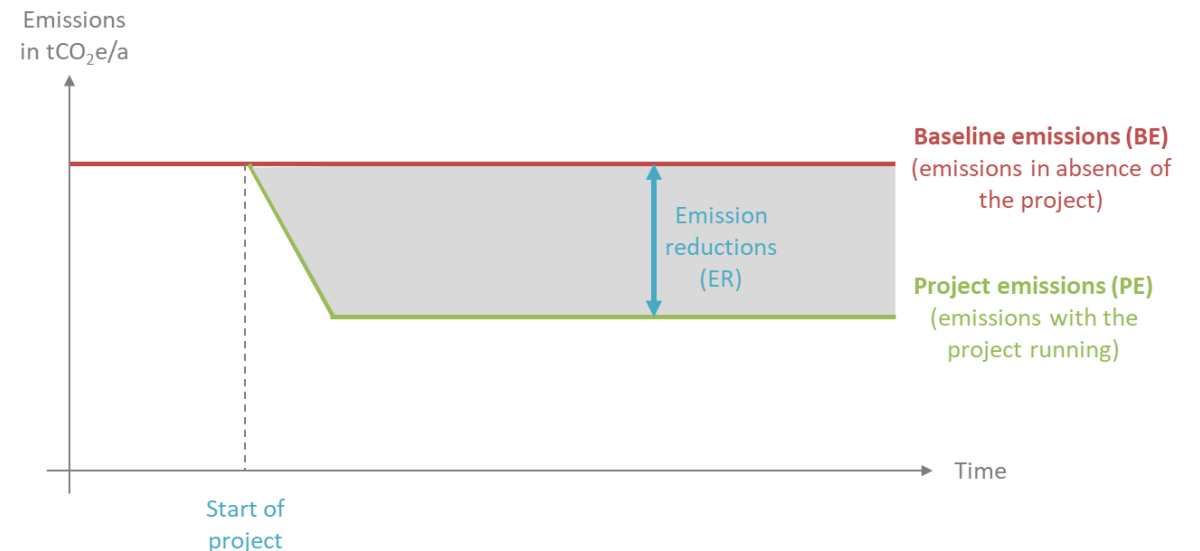 Emissions
in tCO₂e/a
Baseline emissions (BE)
(emissions in absence of
the project)
Emission
reductions
(ER)
Project emissions (PE)
(emissions with the
project running)
Time
Start of
project